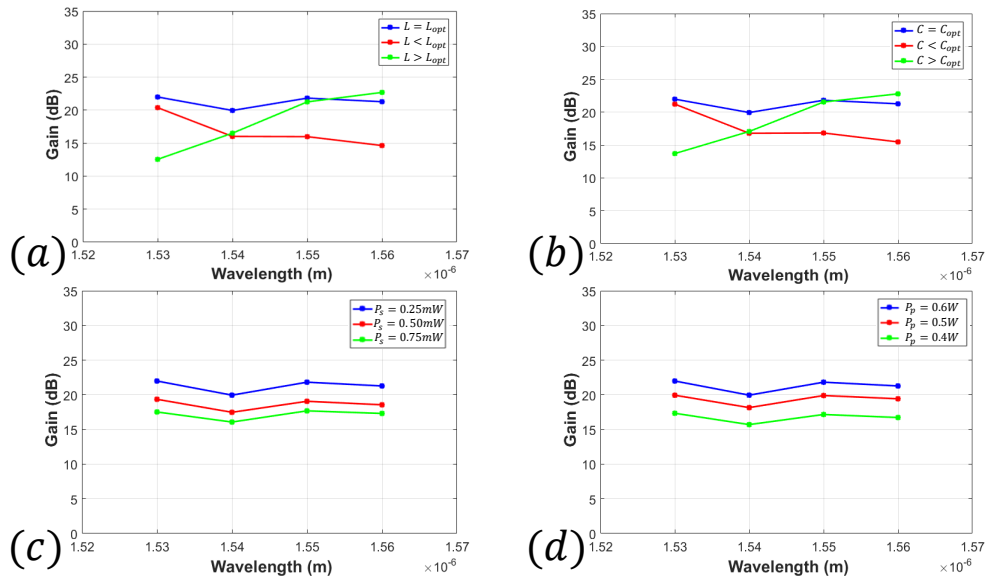 35
30
25
20
15
10
5
0
Gain (dB)
L = L_opt
L < L_opt
L > L_opt
1.52 1.53 1.54 1.55 1.56 1.57
Wavelength (m)
×10^-6
(a)
35
30
25
20
15
10
5
0
Gain (dB)
C = C_opt
C < C_opt
C > C_opt
1.52 1.53 1.54 1.55 1.56 1.57
Wavelength (m)
×10^-6
(b)
35
30
25
20
15
10
5
0
Gain (dB)
P_s = 0.25mW
P_s = 0.50mW
P_s = 0.75mW
1.52 1.53 1.54 1.55 1.56 1.57
Wavelength (m)
×10^-6
(c)
35
30
25
20
15
10
5
0
Gain (dB)
P_p = 0.6W
P_p = 0.5W
P_p = 0.4W
1.52 1.53 1.54 1.55 1.56 1.57
Wavelength (m)
×10^-6
(d)